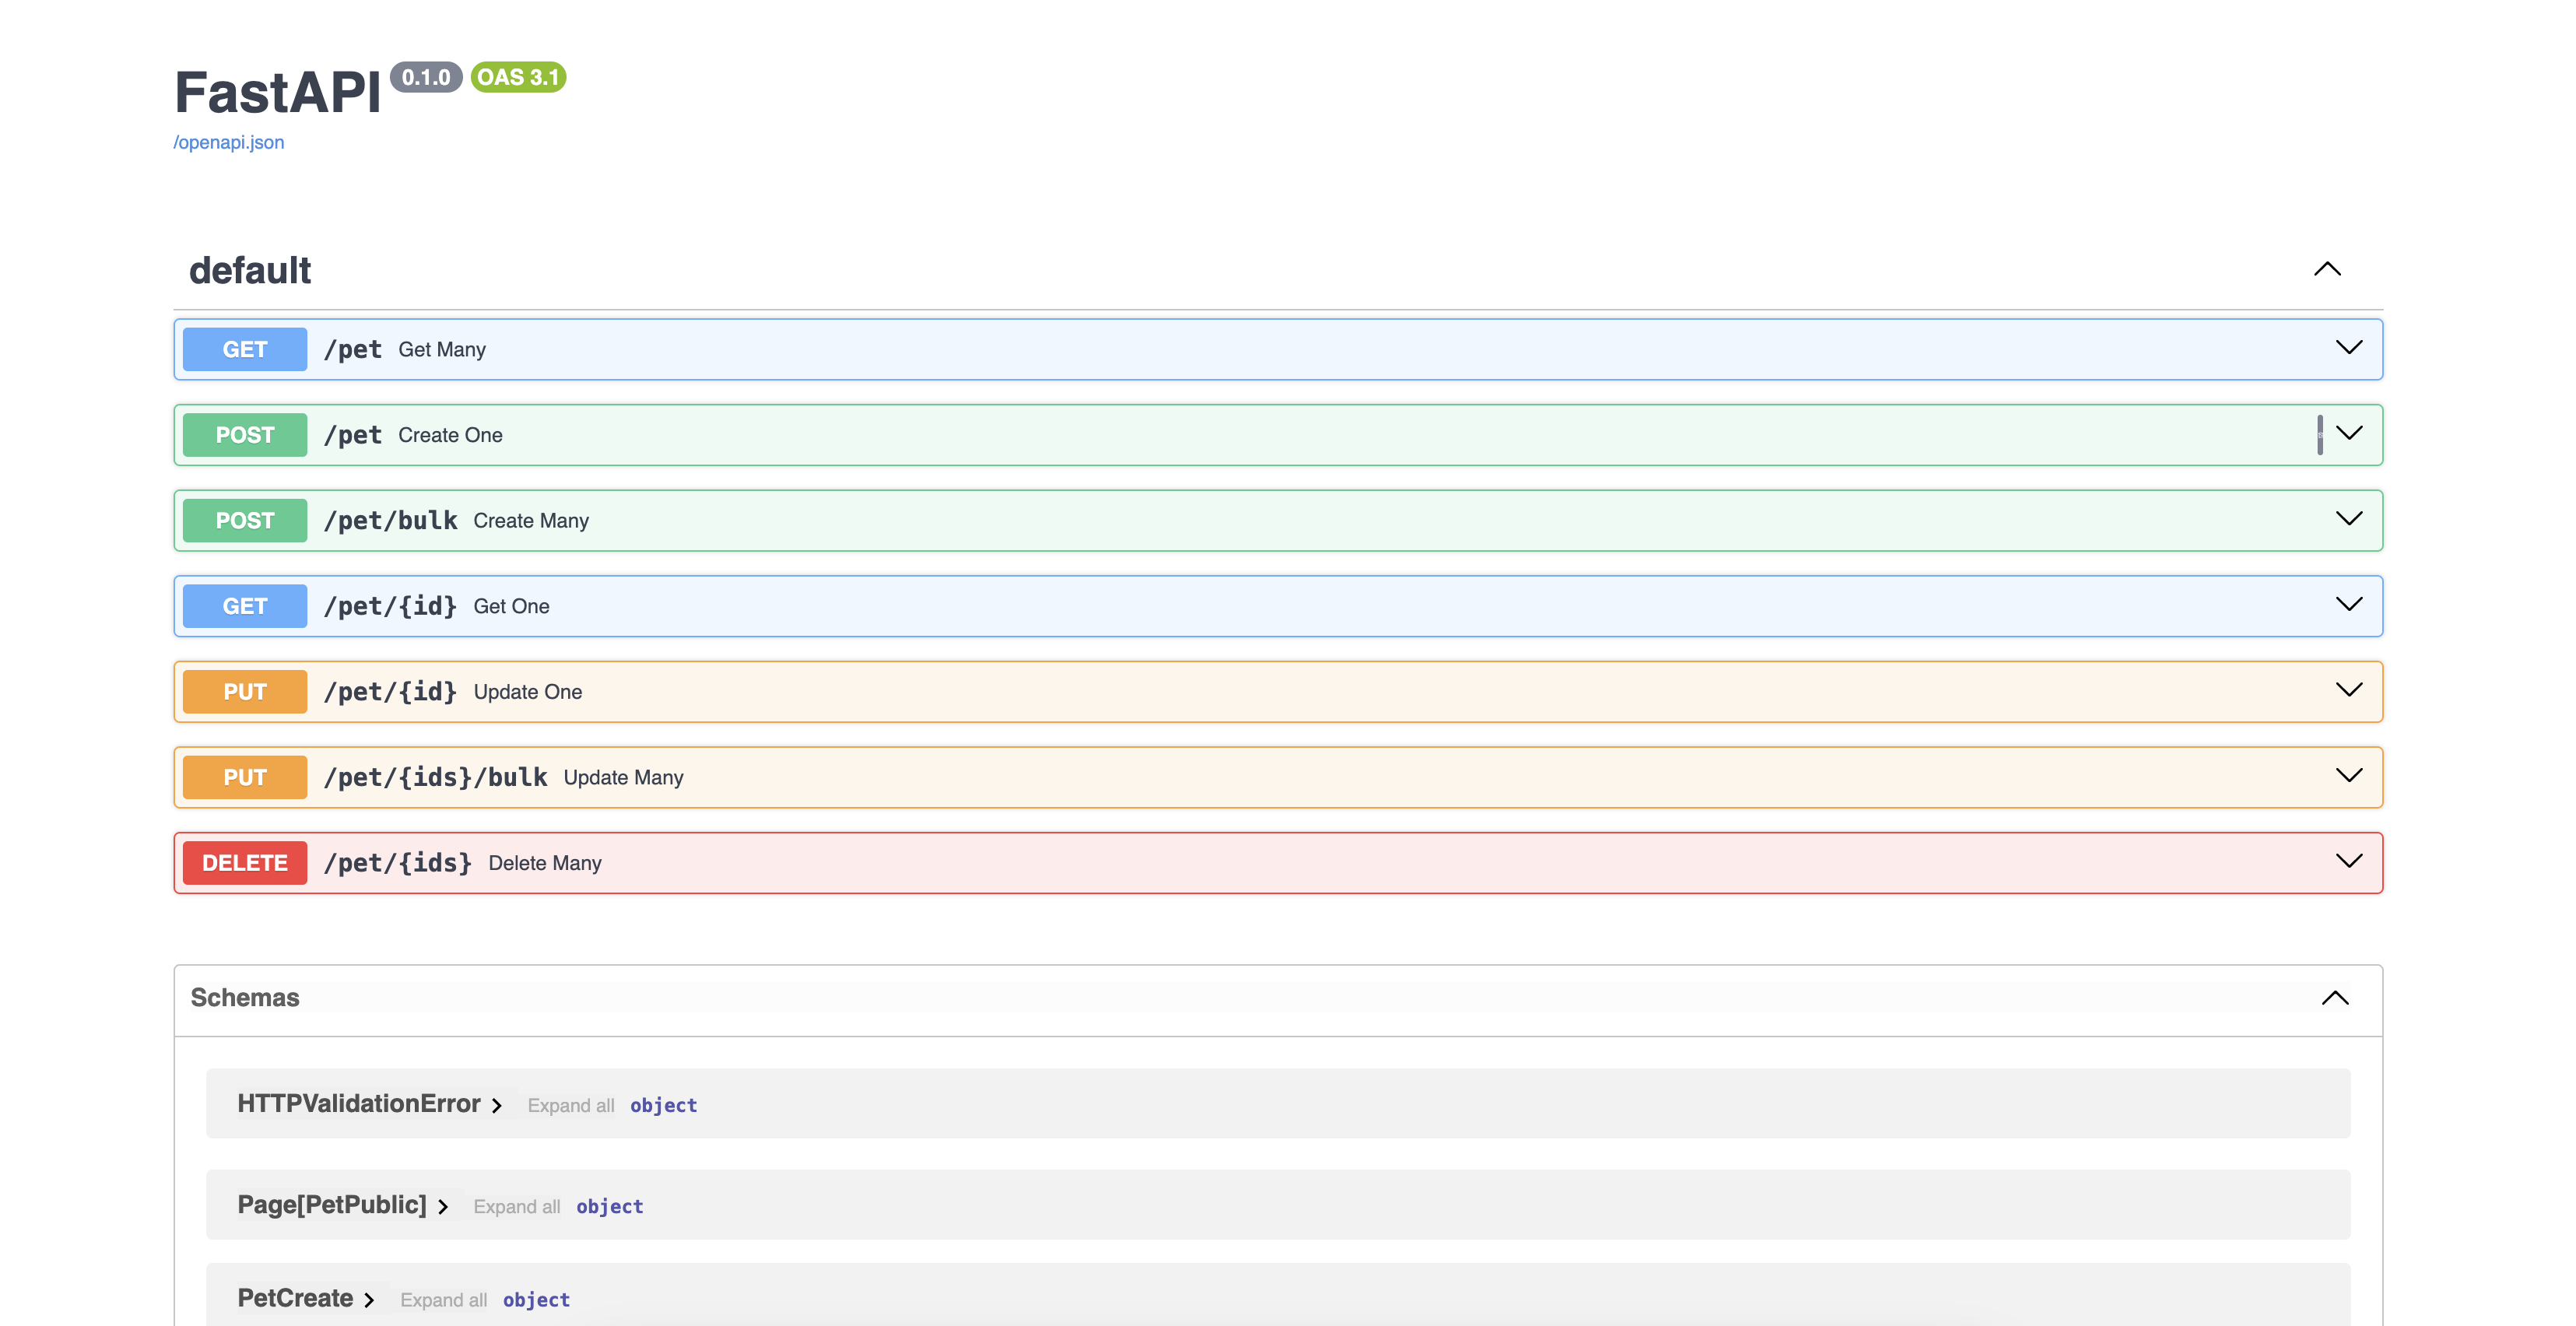 FastAPI 0.1.0 OAS 3.1
/openapi.json
default
GET /pet Get Many
POST /pet Create One
POST /pet/bulk Create Many
GET /pet/{id} Get One
PUT /pet/{id} Update One
PUT /pet/{ids}/bulk Update Many
DELETE /pet/{ids} Delete Many
Schemas
HTTPValidationError Expand all object
Page[PetPublic] Expand all object
PetCreate Expand all object